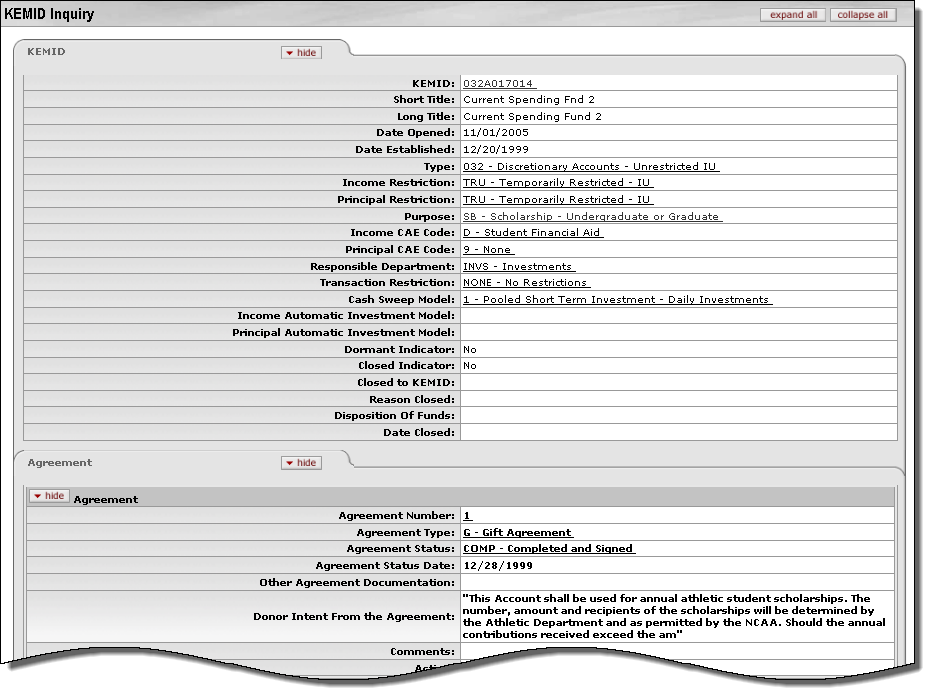 KEMID Inquiry
expand all collapse all
KEMID
hide
KEMID: 032A017014
Short Title: Current Spending Fnd 2
Long Title: Current Spending Fund 2
Date Opened: 11/01/2005
Date Established: 12/20/1999
Type: 032 - Discretionary Accounts - Unrestricted IU
Income Restriction: TRU - Temporarily Restricted - IU
Principal Restriction: TRU - Temporarily Restricted - IU
Purpose: SB - Scholarship - Undergraduate or Graduate
Income CAE Code: D - Student Financial Aid
Principal CAE Code: 9 - None
Responsible Department: INVS - Investments
Transaction Restriction: NONE - No Restrictions
Cash Sweep Model: 1 - Pooled Short Term Investment - Daily Investments
Income Automatic Investment Model:
Principal Automatic Investment Model:
Dormant Indicator: No
Closed Indicator: No
Closed to KEMID:
Reason Closed:
Disposition Of Funds:
Date Closed:
Agreement
hide
hide Agreement
Agreement Number: 1
Agreement Type: G - Gift Agreement
Agreement Status: COMP - Completed and Signed
Agreement Status Date: 12/28/1999
Other Agreement Documentation:
Donor Intent From the Agreement: "This Account shall be used for annual athletic student scholarships. The
number, amount and recipients of the scholarships will be determined by
the Athletic Department and as permitted by the NCAA. Should the annual
contributions received exceed the am"
Comments: